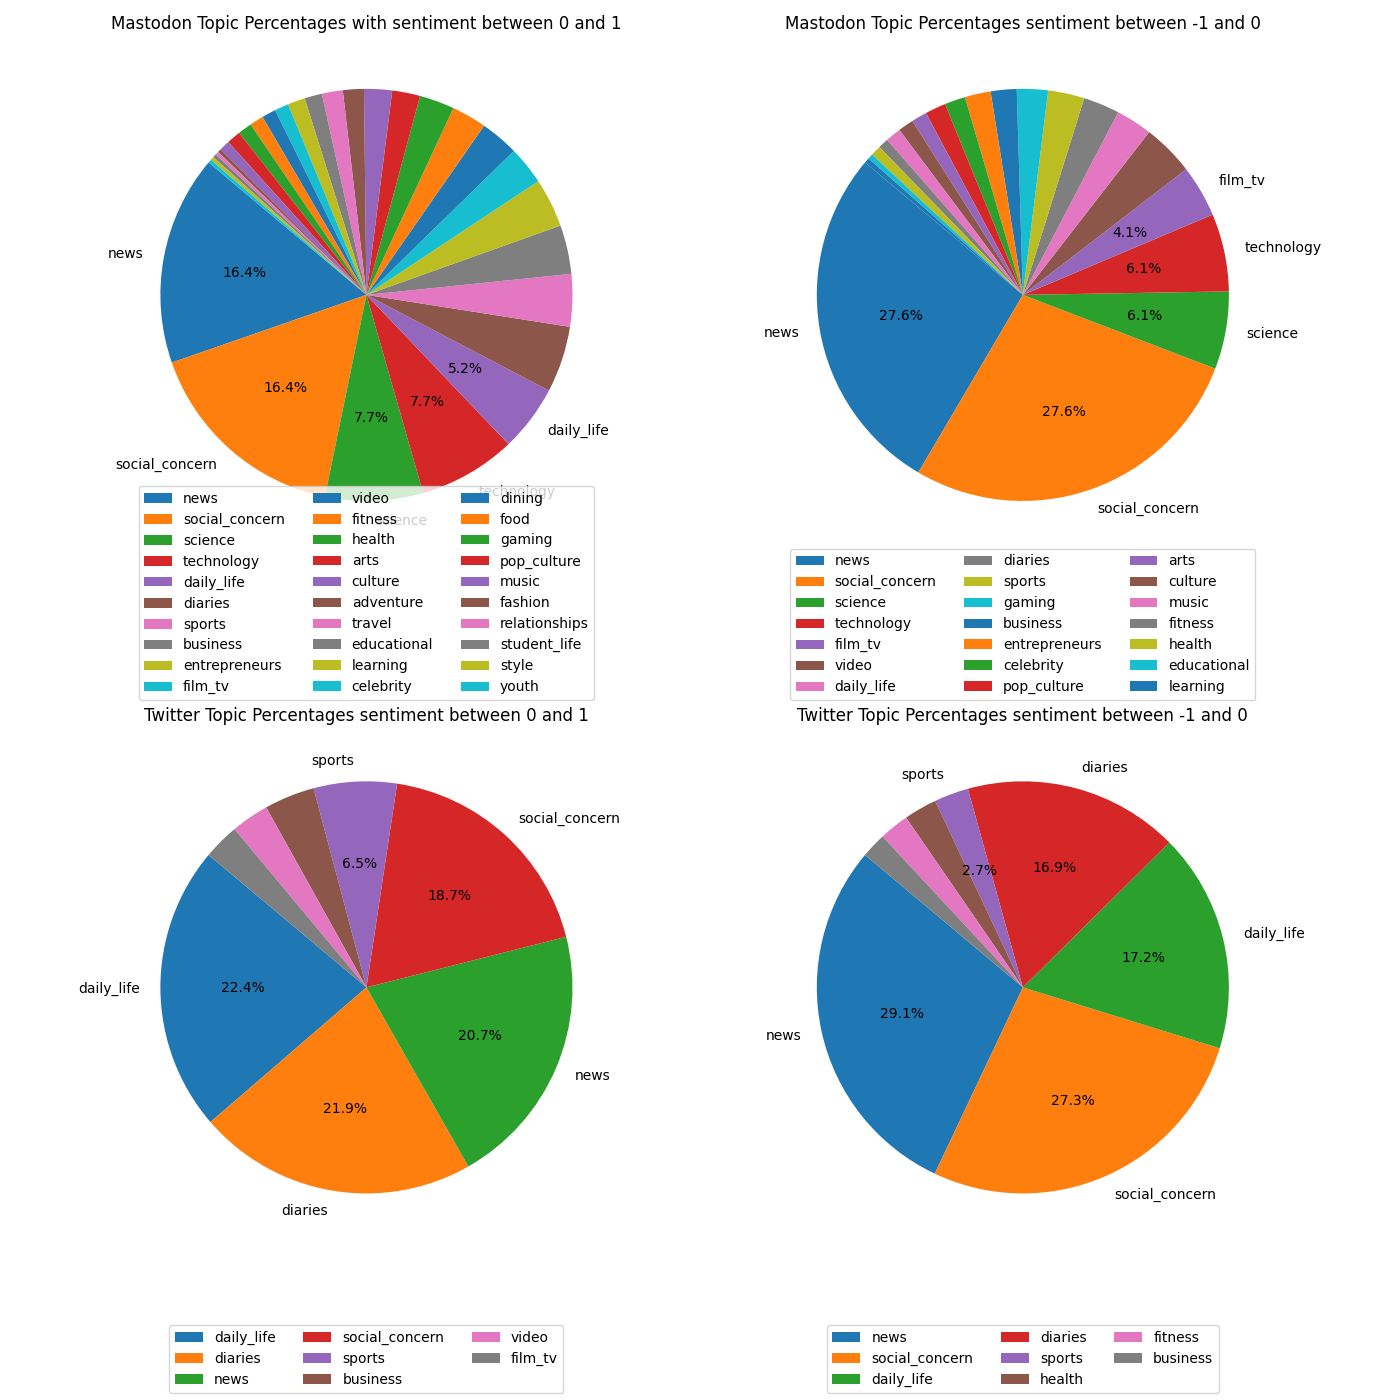 Mastodon Topic Percentages with sentiment between 0 and 1
news
16.4%
16.4%
social_concern
7.7%
science
7.7%
technology
5.2%
daily_life
news
social_concern
science
technology
daily_life
diaries
sports
business
entrepreneurs
film_tv
video
fitness
health
arts
culture
adventure
travel
educational
learning
celebrity
dining
food
gaming
pop_culture
music
fashion
relationships
student_life
style
youth
Mastodon Topic Percentages sentiment between -1 and 0
news
27.6%
27.6%
social_concern
6.1%
science
6.1%
technology
4.1%
film_tv
news
social_concern
science
technology
film_tv
video
daily_life
diaries
sports
gaming
business
entrepreneurs
celebrity
pop_culture
arts
culture
music
fitness
health
educational
learning
Twitter Topic Percentages sentiment between 0 and 1
daily_life
22.4%
21.9%
diaries
20.7%
news
18.7%
social_concern
6.5%
sports
daily_life
diaries
news
social_concern
sports
business
video
film_tv
Twitter Topic Percentages sentiment between -1 and 0
news
29.1%
27.3%
social_concern
17.2%
daily_life
16.9%
diaries
2.7%
sports
news
social_concern
daily_life
diaries
sports
health
fitness
business